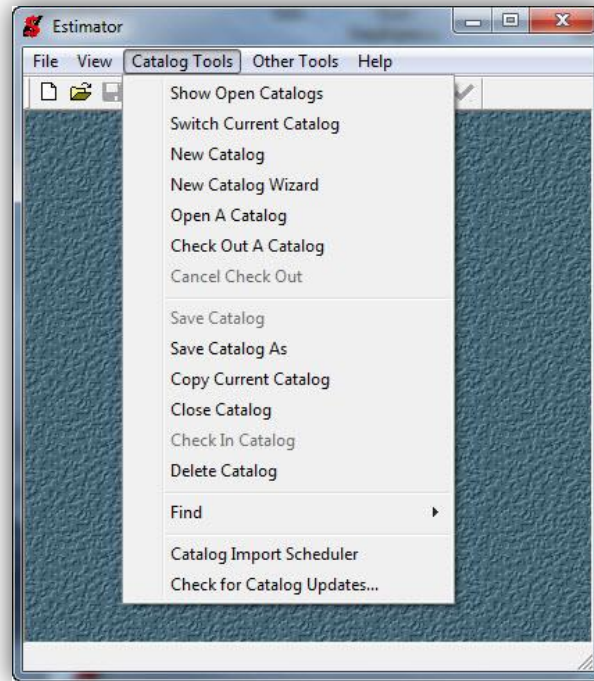 Estimator
File View Catalog Tools Other Tools Help
Show Open Catalogs
Switch Current Catalog
New Catalog
New Catalog Wizard
Open A Catalog
Check Out A Catalog
Cancel Check Out
Save Catalog
Save Catalog As
Copy Current Catalog
Close Catalog
Check In Catalog
Delete Catalog
Find
Catalog Import Scheduler
Check for Catalog Updates...